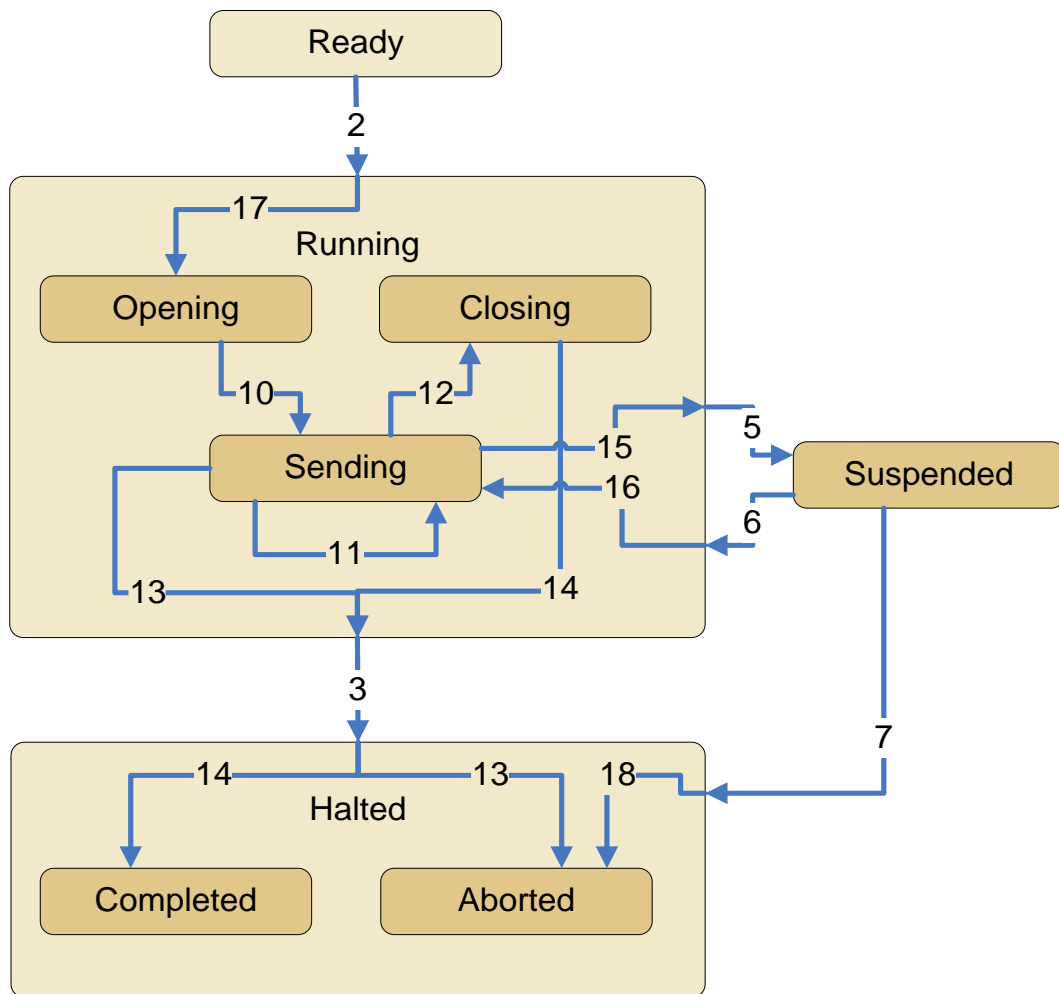 Ready
2
17
Running
Opening
Closing
10
12
15
5
Sending
Suspended
16
6
11
13
14
3
7
14
13
18
Halted
Completed
Aborted